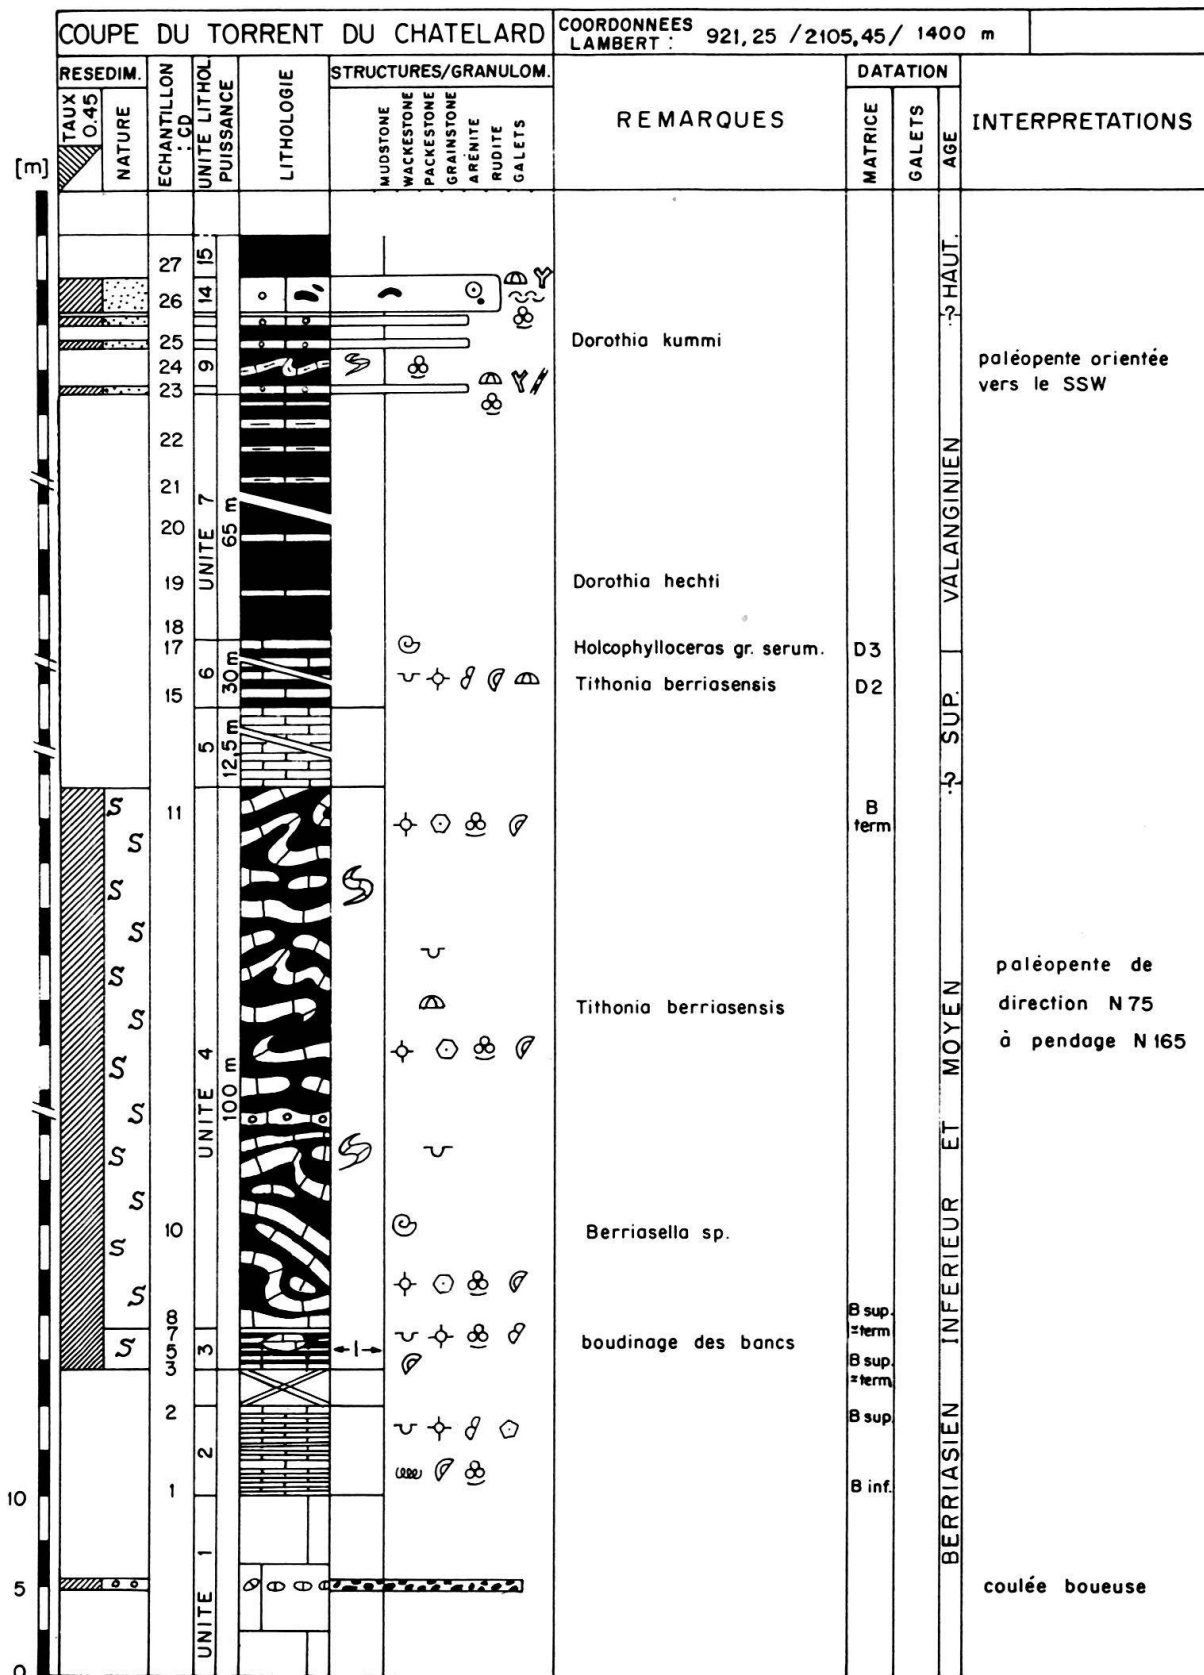 COUPE DU TORRENT DU CHATELARD
COORDONNEES
LAMBERT : 921,25 / 2105,45 / 1400 m
RESEDIM.
TAUX
0.45
NATURE
ECHANTILLON
: CD
UNITE LITHOL.
PUISSANCE
LITHOLOGIE
STRUCTURES/GRANULOM.
MUDSTONE
WACKESTONE
PACKESTONE
GRAINSTONE
ARENITE
RUDITE
GALETS
REMARQUES
DATATION
MATRICE
GALETS
AGE
INTERPRETATIONS
[m]
27
15
26
14
?HAUT.
25
Dorothia kummi
24
9
paléopente orientée
23
vers le SSW
22
21
UNITE 7
65 m
20
VALANGINIEN
19
Dorothia hechti
18
17
Holcophylloceras gr. serum.
D3
6
30 m
15
Tithonia berriasensis
D2
5
12,5 m
? SUP.
11
B
term
paléopente de
Tithonia berriasensis
direction N 75
à pendage N 165
UNITE 4
100 m
10
Berriasella sp.
8
B sup.
≃term
7
5
3
3
boudinage des bancs
B sup.
≃term
2
B sup.
2
1
B inf.
BERRIASIEN INFERIEUR ET MOYEN
10
UNITE 1
5
coulée boueuse
0